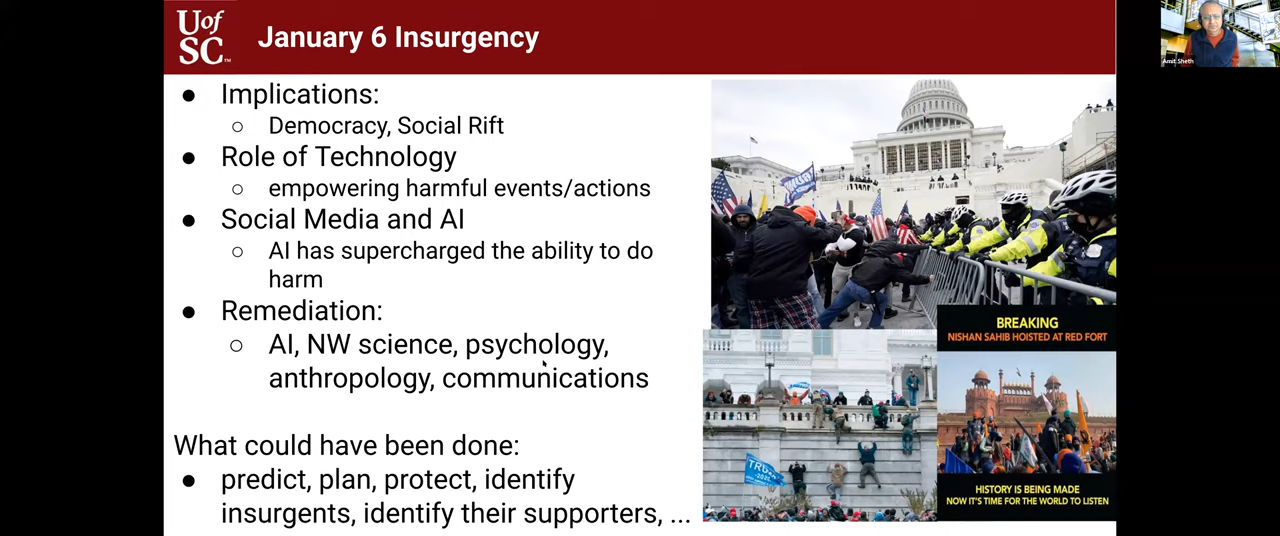 UofSC™
January 6 Insurgency
Amit Sheth
● Implications:
○ Democracy, Social Rift
● Role of Technology
○ empowering harmful events/actions
● Social Media and AI
○ AI has supercharged the ability to do
harm
● Remediation:
○ AI, NW science, psychology,
anthropology, communications
What could have been done:
● predict, plan, protect, identify
insurgents, identify their supporters, ...
BREAKING
NISHAN SAHIB HOISTED AT RED FORT
TRUMP
HISTORY IS BEING MADE
NOW IT'S TIME FOR THE WORLD TO LISTEN